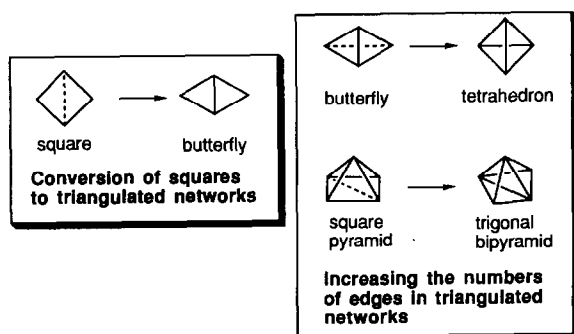 square
butterfly
Conversion of squares
to triangulated networks
butterfly
tetrahedron
square
pyramid
trigonal
bipyramid
Increasing the numbers
of edges in triangulated
networks